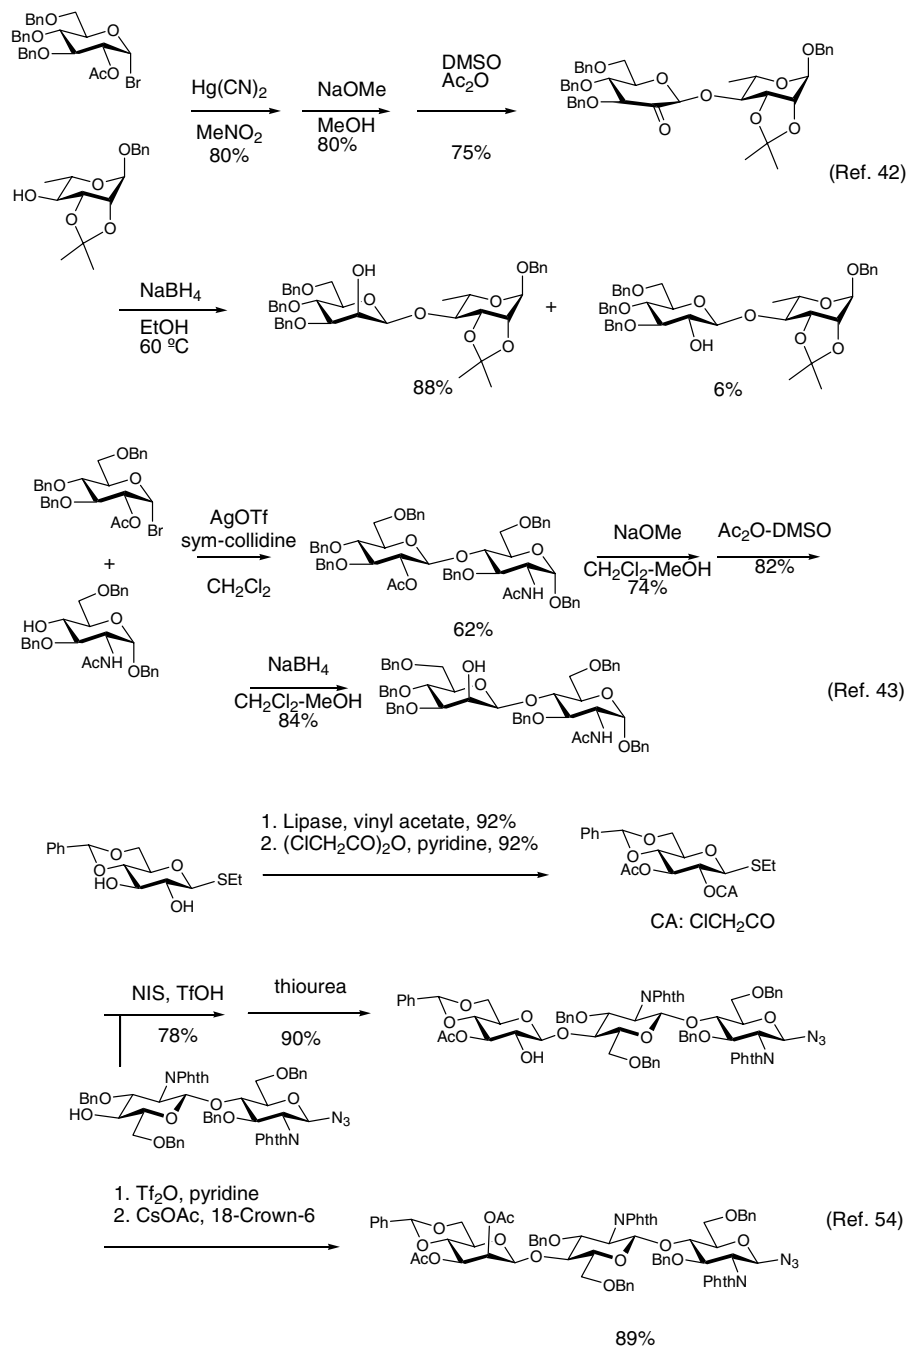 BnO
BnO O
BnO
AcO Br
Hg(CN)2 NaOMe DMSO
Ac2O
MeNO2 MeOH
80% 80% 75%
OBn
O
HO
O O
BnO
BnO O O O OBn
BnO
O
O O
(Ref. 42)
NaBH4
EtOH
60 ºC
BnO OH
BnO O O O OBn
BnO
O O
88%
+
BnO
BnO O O O OBn
BnO
OH
O O
6%
OBn
BnO O
BnO
AcO Br
+
OBn
HO O
BnO
AcNH OBn
AgOTf
sym-collidine
CH2Cl2
OBn OBn
BnO O O O
BnO BnO
AcO AcNH
OBn
62%
NaOMe Ac2O-DMSO
CH2Cl2-MeOH 82%
74%
NaBH4
CH2Cl2-MeOH
84%
BnO OH OBn
BnO O O O
BnO BnO
AcNH
OBn
(Ref. 43)
Ph O
O O
HO SEt
OH
1. Lipase, vinyl acetate, 92%
2. (ClCH2CO)2O, pyridine, 92%
Ph O
O O
AcO SEt
OCA
CA: ClCH2CO
NIS, TfOH thiourea
78% 90%
NPhth OBn
BnO O O
HO O BnO N3
OBn PhthN
Ph O NPhth OBn
O O BnO O O
AcO O O BnO N3
OH OBn PhthN
1. Tf2O, pyridine
2. CsOAc, 18-Crown-6
Ph O OAc NPhth OBn
O O BnO O O
AcO O O BnO N3
OBn PhthN
(Ref. 54)
89%